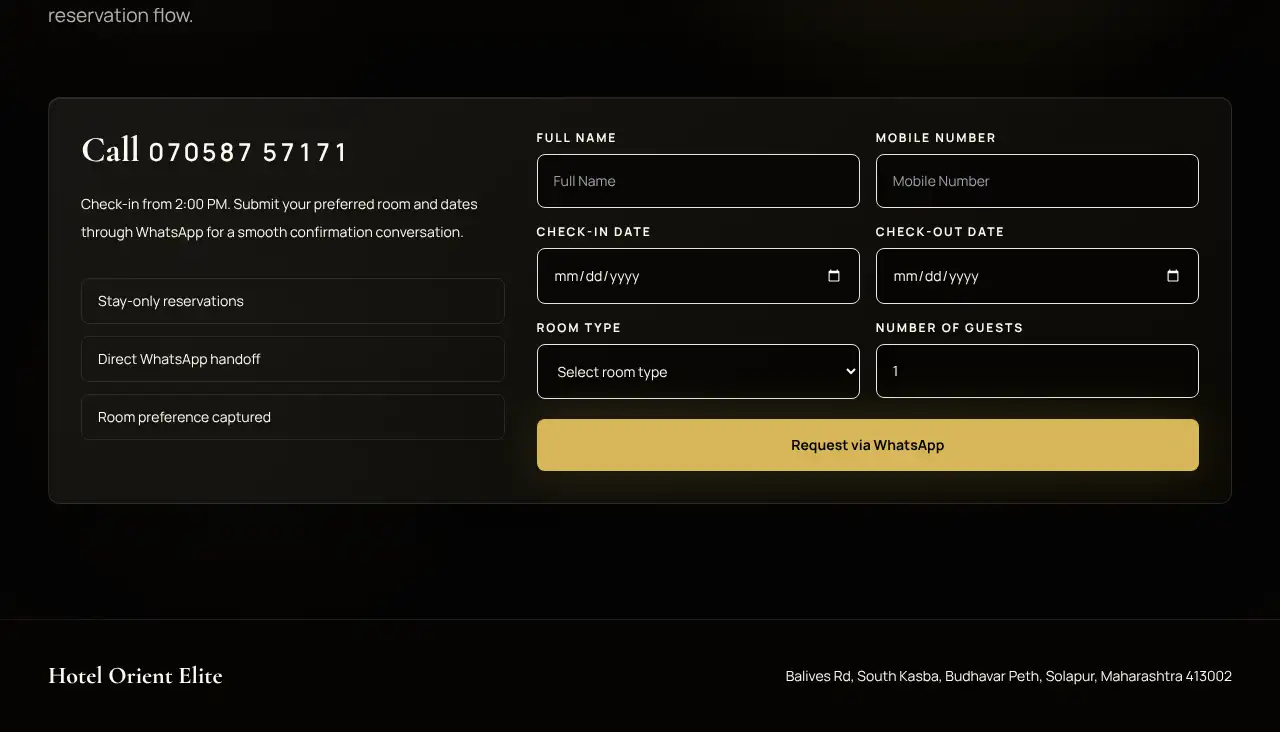 reservation flow.
Call 070587 57171
Check-in from 2:00 PM. Submit your preferred room and dates
through WhatsApp for a smooth confirmation conversation.
Stay-only reservations
Direct WhatsApp handoff
Room preference captured
FULL NAME
Full Name
MOBILE NUMBER
Mobile Number
CHECK-IN DATE
mm/dd/yyyy
CHECK-OUT DATE
mm/dd/yyyy
ROOM TYPE
Select room type
NUMBER OF GUESTS
1
Request via WhatsApp
Hotel Orient Elite
Balives Rd, South Kasba, Budhavar Peth, Solapur, Maharashtra 413002